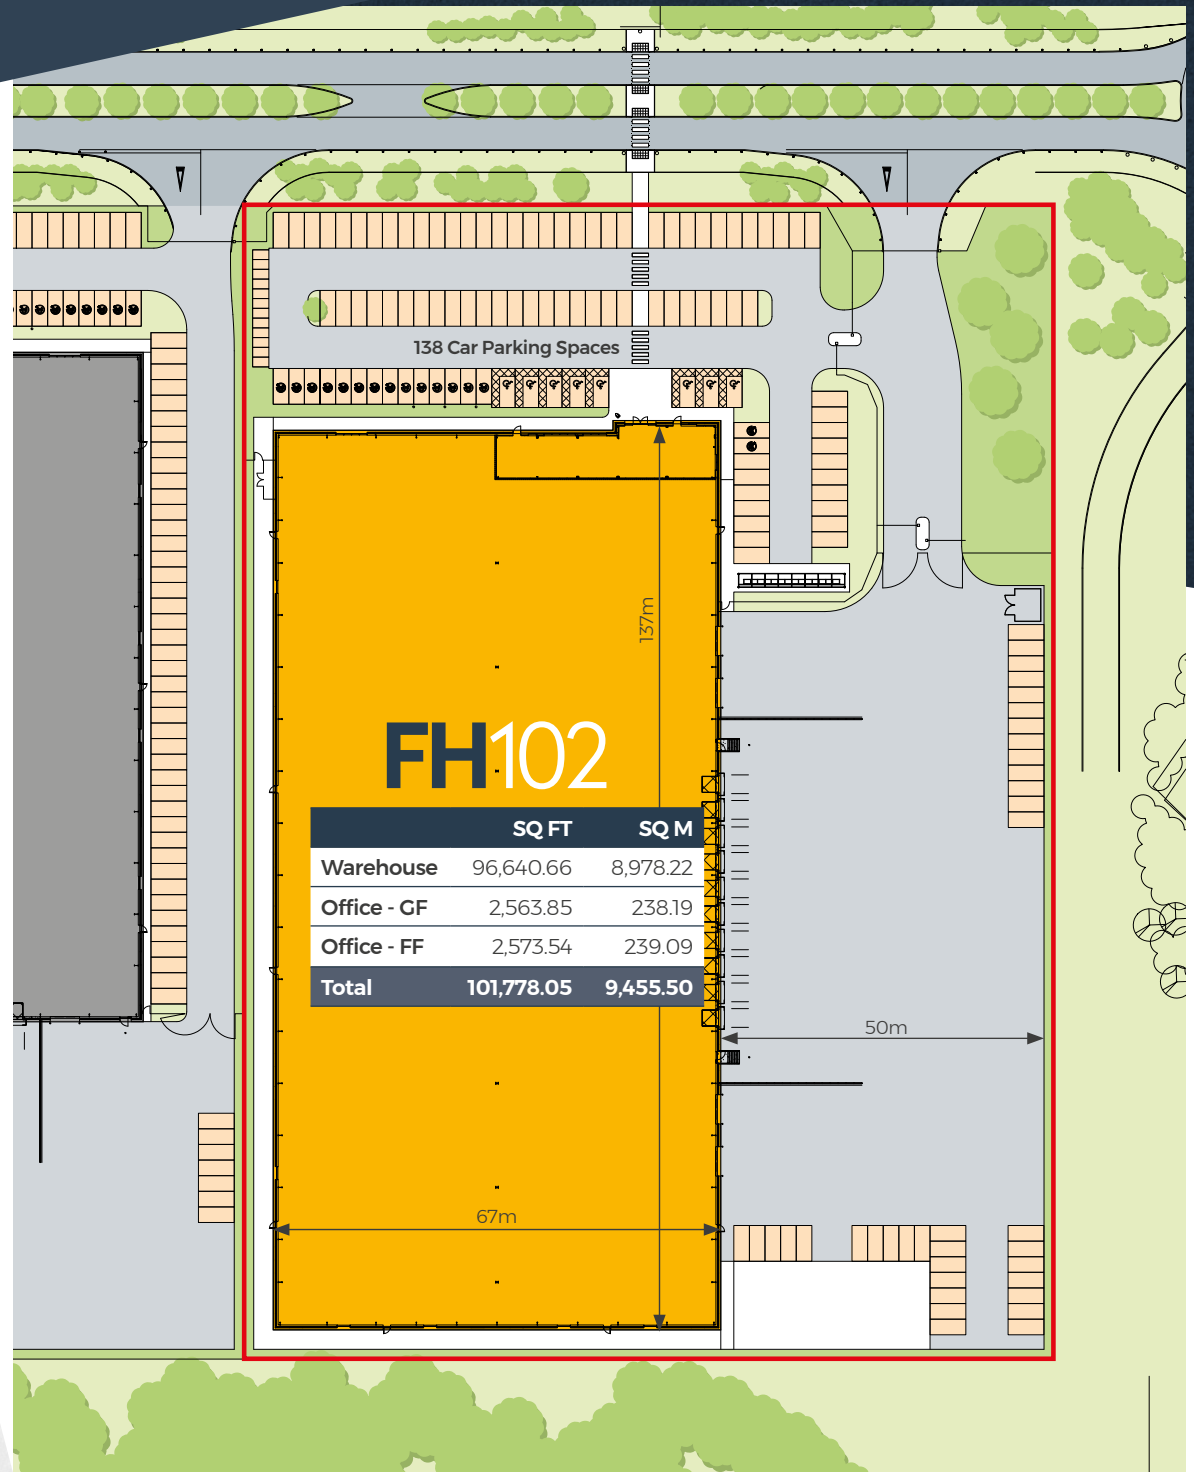 138 Car Parking Spaces
137m
FH102
SQ FT SQ M
Warehouse 96,640.66 8,978.22
Office - GF 2,563.85 238.19
Office - FF 2,573.54 239.09
Total 101,778.05 9,455.50
50m
67m